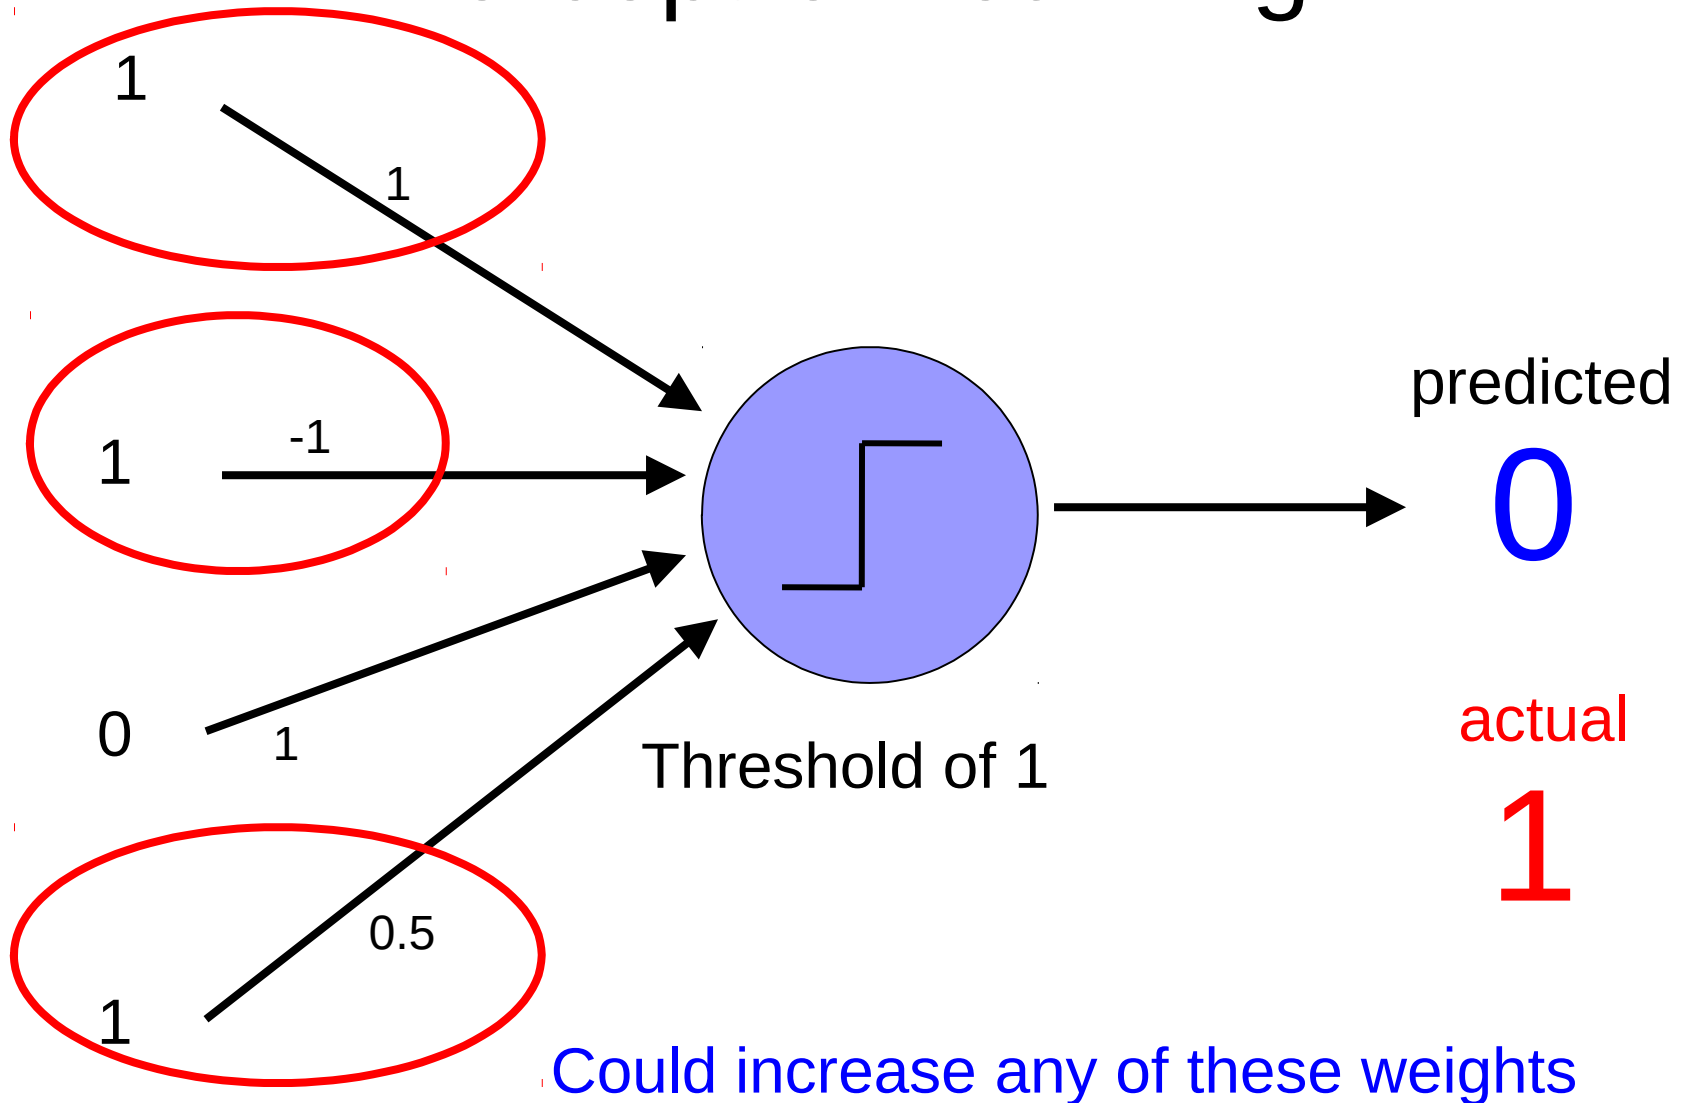 1
1
1
-1
1
0
1
1
0.5
Threshold of 1
predicted
0
actual
1
Could increase any of these weights